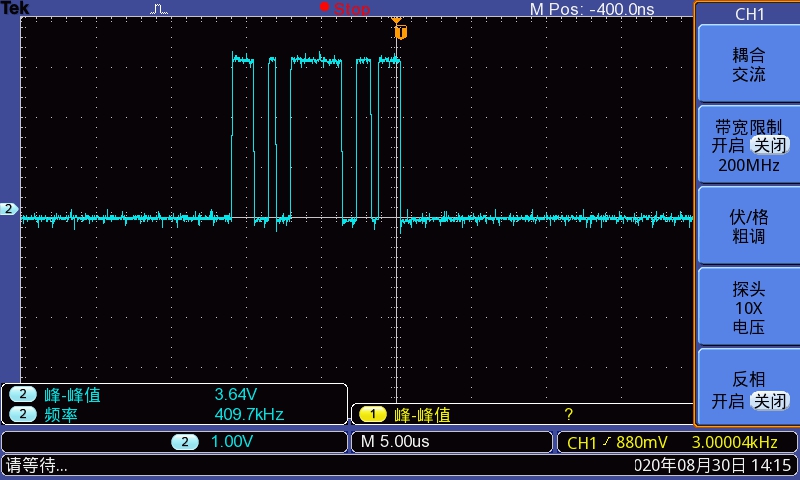 Tek Stop M Pos: -400.0ns CH1
T
耦合
交流
带宽限制
开启 关闭
200MHz
2
伏/格
粗调
探头
10X
电压
反相
开启 关闭
2 峰-峰值 3.64V
2 频率 409.7kHz
1 峰-峰值 ?
2 1.00V M 5.00us CH1 880mV 3.00004kHz
请等待... 020年08月30日 14:15